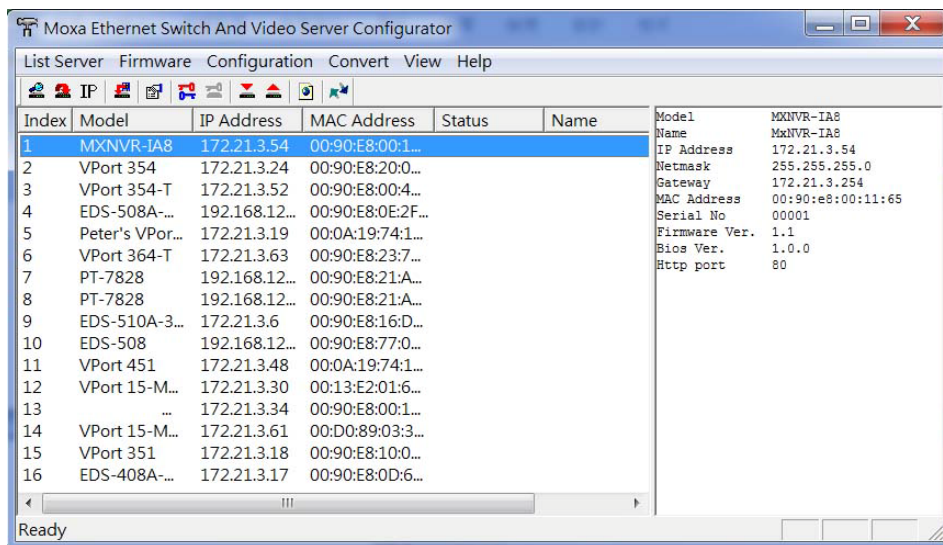 Moxa Ethernet Switch And Video Server Configurator
List Server Firmware Configuration Convert View Help
IP
Index Model IP Address MAC Address Status Name
1 MXNVR-IA8 172.21.3.54 00:90:E8:00:1...
2 VPort 354 172.21.3.24 00:90:E8:20:0...
3 VPort 354-T 172.21.3.52 00:90:E8:00:4...
4 EDS-508A-... 192.168.12... 00:90:E8:0E:2F...
5 Peter's VPor... 172.21.3.19 00:0A:19:74:1...
6 VPort 364-T 172.21.3.63 00:90:E8:23:7...
7 PT-7828 192.168.12... 00:90:E8:21:A...
8 PT-7828 192.168.12... 00:90:E8:21:A...
9 EDS-510A-3... 172.21.3.6 00:90:E8:16:D...
10 EDS-508 192.168.12... 00:90:E8:77:0...
11 VPort 451 172.21.3.48 00:0A:19:74:1...
12 VPort 15-M... 172.21.3.30 00:13:E2:01:6...
13 ... 172.21.3.34 00:90:E8:00:1...
14 VPort 15-M... 172.21.3.61 00:D0:89:03:3...
15 VPort 351 172.21.3.18 00:90:E8:10:0...
16 EDS-408A-... 172.21.3.17 00:90:E8:0D:6...
Model MXNVR-IA8
Name MxNVR-IA8
IP Address 172.21.3.54
Netmask 255.255.255.0
Gateway 172.21.3.254
MAC Address 00:90:e8:00:11:65
Serial No 00001
Firmware Ver. 1.1
Bios Ver. 1.0.0
Http port 80
Ready